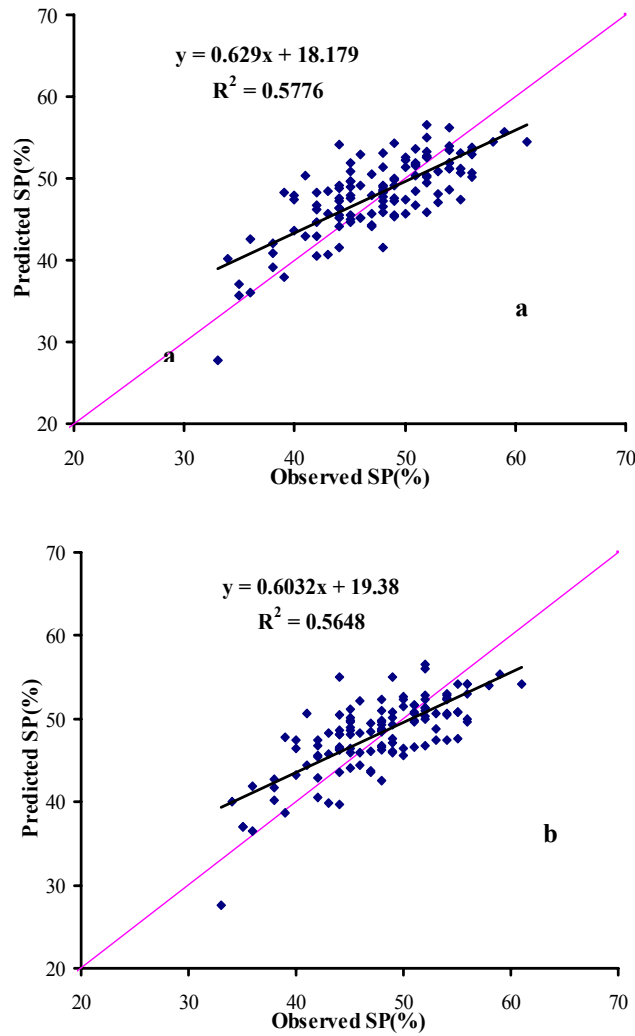 70
y = 0.629x + 18.179
R² = 0.5776
60
50
40
30
20
Predicted SP(%)
a
a
20 30 40 50 60 70
Observed SP(%)
70
y = 0.6032x + 19.38
R² = 0.5648
60
50
40
30
20
Predicted SP(%)
b
20 30 40 50 60 70
Observed SP(%)